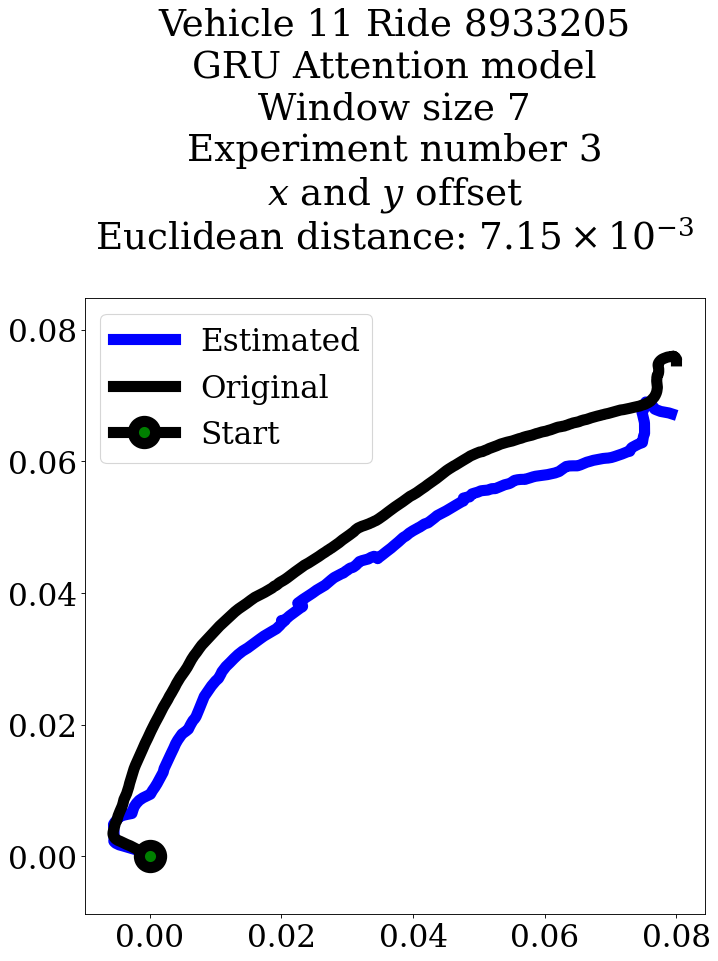 Vehicle 11 Ride 8933205
GRU Attention model
Window size 7
Experiment number 3
x and y offset
Euclidean distance: 7.15 × 10⁻³
Estimated
Original
Start
0.08
0.06
0.04
0.02
0.00
0.00 0.02 0.04 0.06 0.08